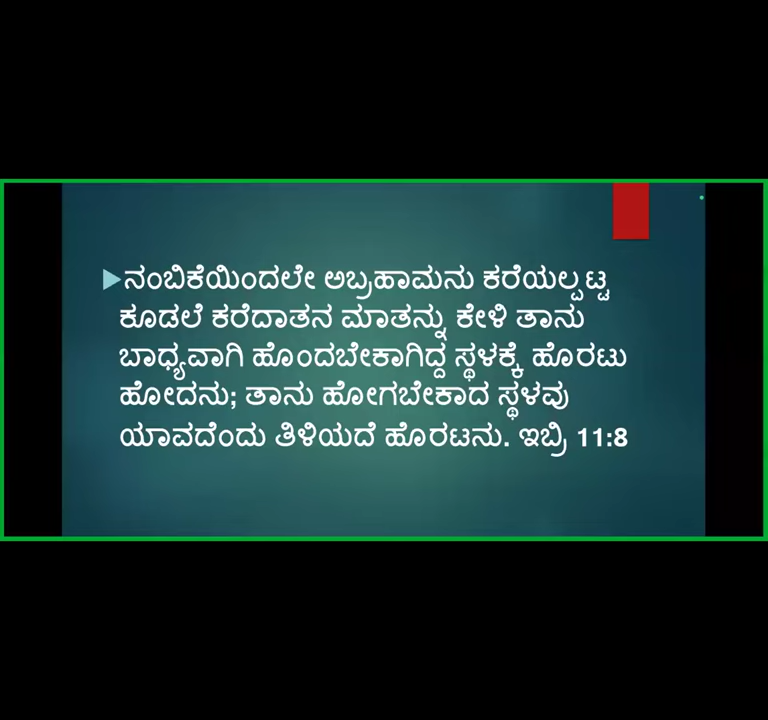 ▶ನಂಬಿಕೆಯಿಂದಲೇ ಅಬ್ರಹಾಮನು ಕರೆಯಲ್ಪಟ್ಟ
ಕೂಡಲೆ ಕರೆದಾತನ ಮಾತನ್ನು ಕೇಳಿ ತಾನು
ಬಾಧ್ಯವಾಗಿ ಹೊಂದಬೇಕಾಗಿದ್ದ ಸ್ಥಳಕ್ಕೆ ಹೊರಟು
ಹೋದನು; ತಾನು ಹೋಗಬೇಕಾದ ಸ್ಥಳವು
ಯಾವದೆಂದು ತಿಳಿಯದೆ ಹೊರಟನು. ಇಬ್ರಿ 11:8